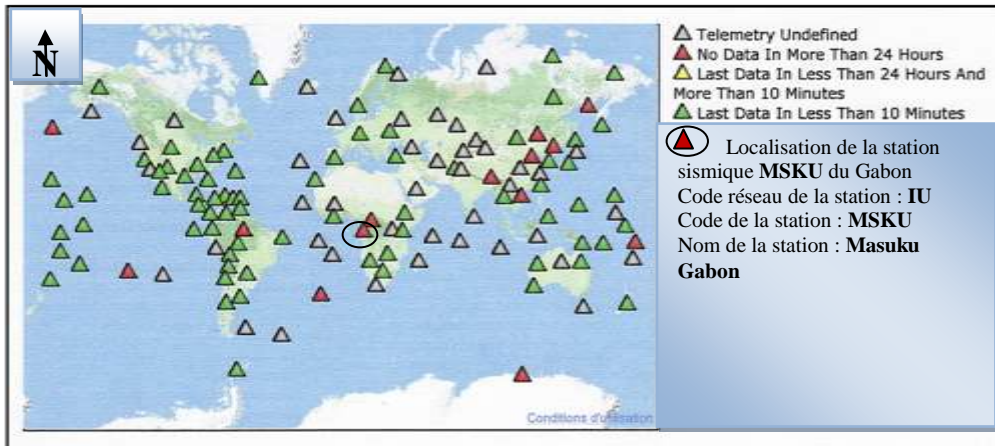 N
Telemetry Undefined
No Data In More Than 24 Hours
Last Data In Less Than 24 Hours And
More Than 10 Minutes
Last Data In Less Than 10 Minutes
Localisation de la station
sismique MSKU du Gabon
Code réseau de la station : IU
Code de la station : MSKU
Nom de la station : Masuku
Gabon
Conditions d'utilisation